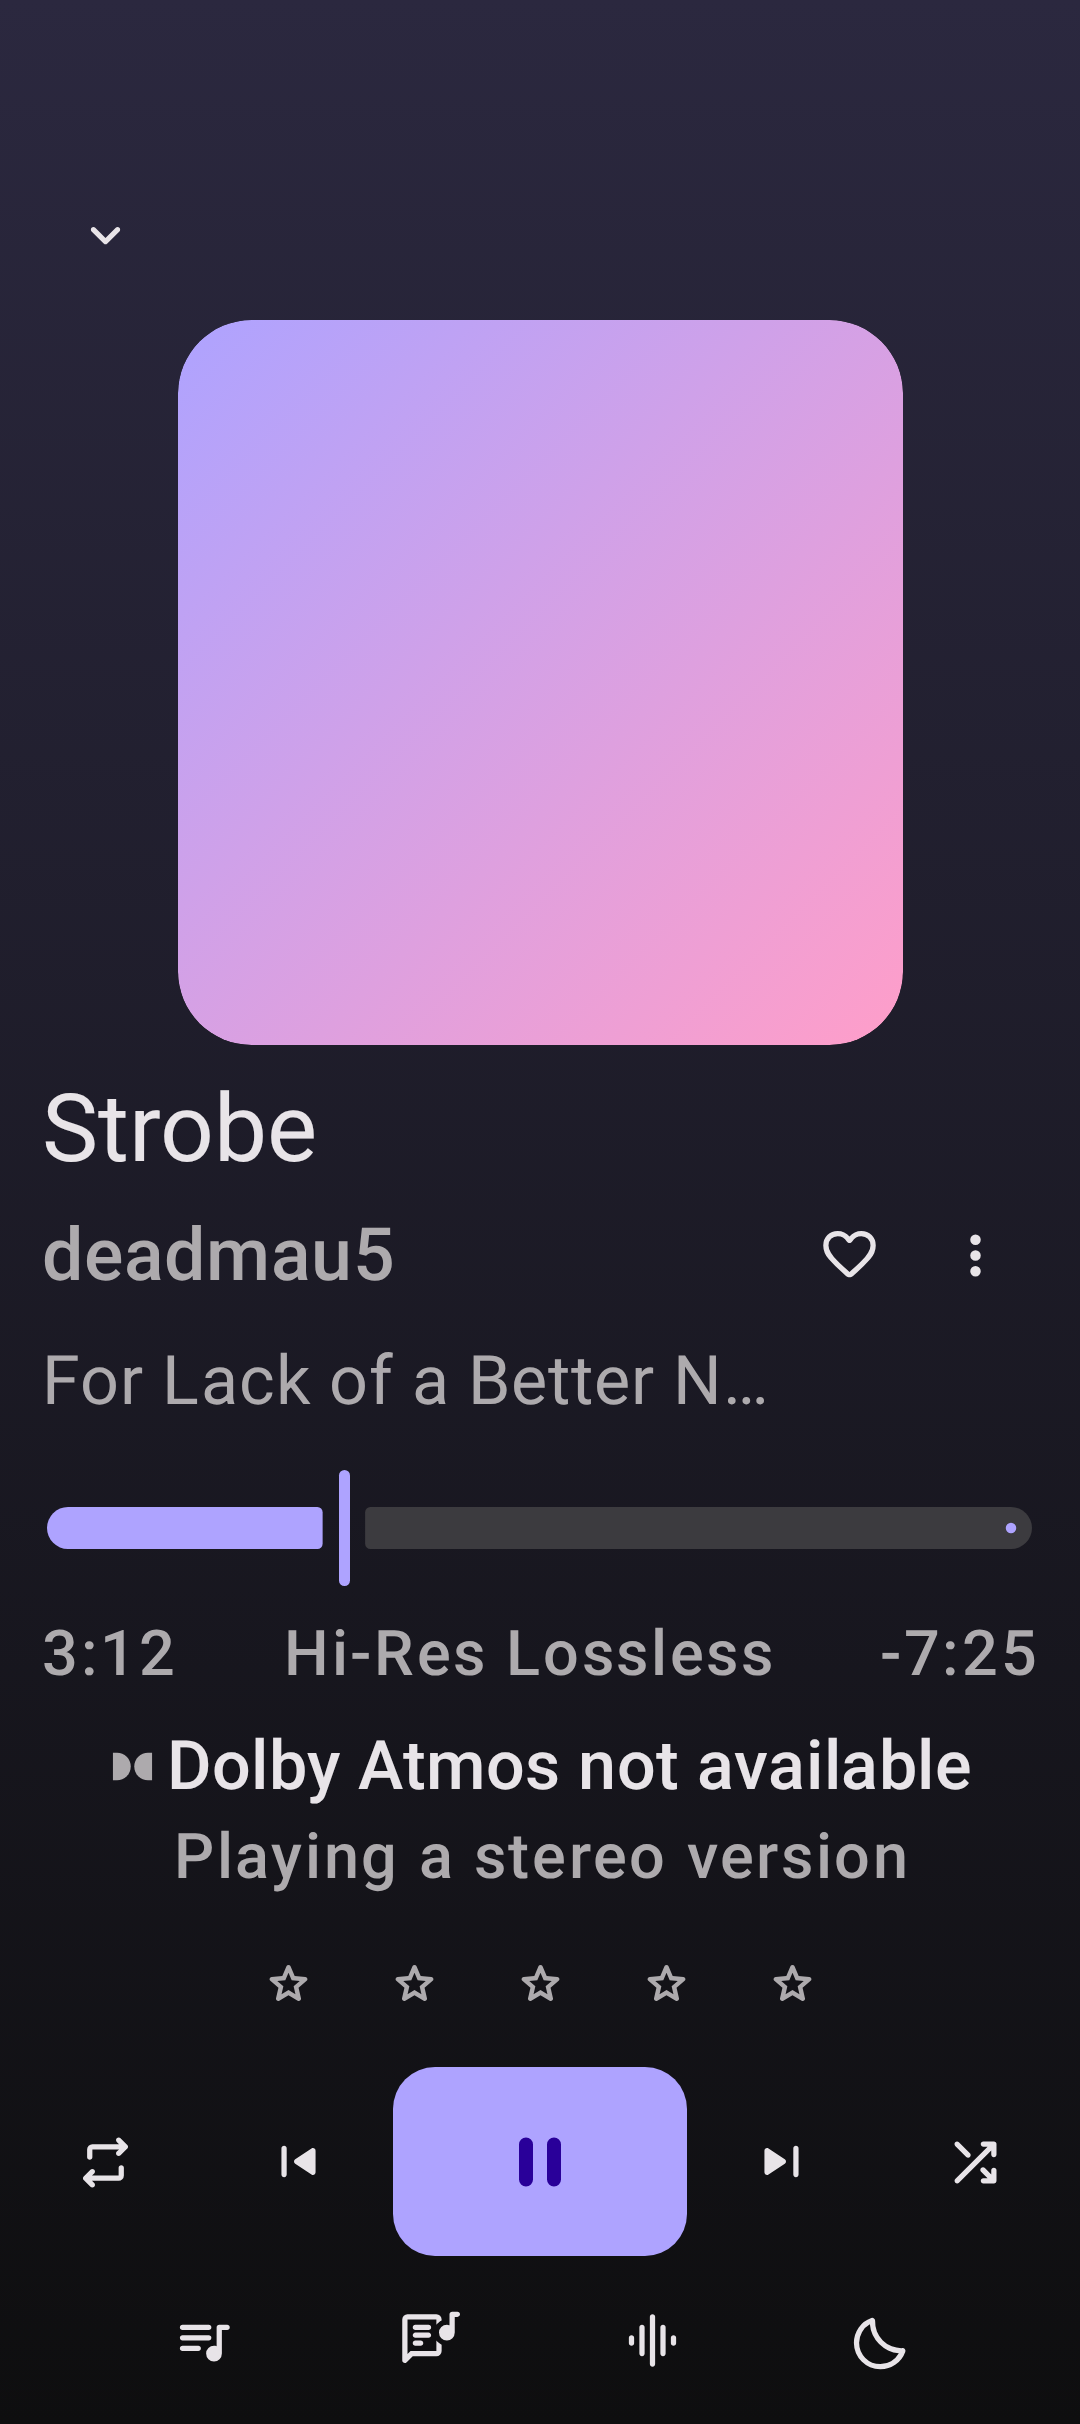 Strobe
deadmau5
For Lack of a Better N…
3:12 Hi-Res Lossless -7:25
Dolby Atmos not available
Playing a stereo version